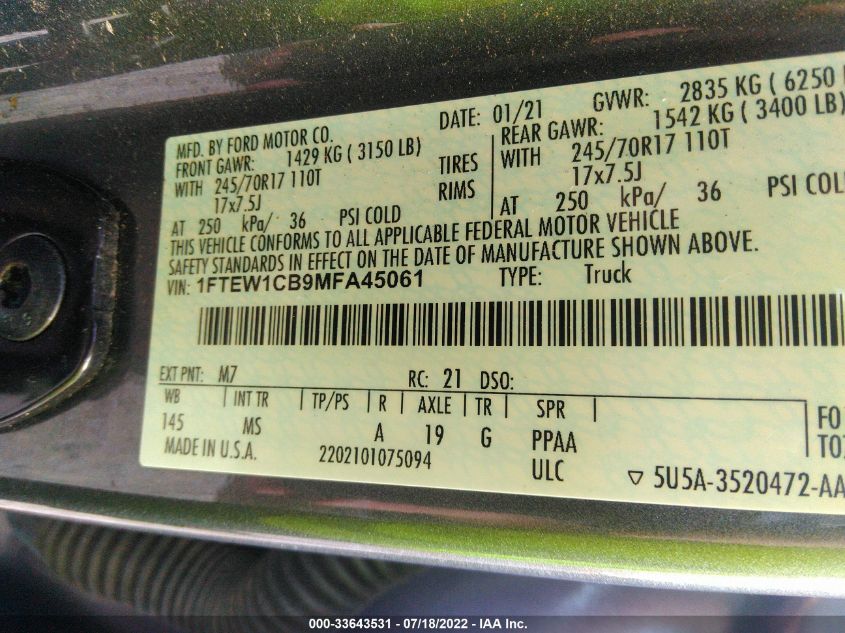 MFD. BY FORD MOTOR CO. DATE: 01/21 GVWR: 2835 KG ( 6250
FRONT GAWR: 1429 KG ( 3150 LB) REAR GAWR: 1542 KG ( 3400 LB)
WITH 245/70R17 110T TIRES WITH 245/70R17 110T
17x7.5J RIMS 17x7.5J
AT 250 kPa/ 36 PSI COLD AT 250 kPa/ 36 PSI COLD
THIS VEHICLE CONFORMS TO ALL APPLICABLE FEDERAL MOTOR VEHICLE
SAFETY STANDARDS IN EFFECT ON THE DATE OF MANUFACTURE SHOWN ABOVE.
VIN: 1FTEW1CB9MFA45061 TYPE: Truck
EXT PNT: M7 RC: 21 DSO:
WB INT TR TP/PS R AXLE TR SPR
145 MS A 19 G PPAA
MADE IN U.S.A. 2202101075094 ULC
▽ 5U5A-3520472-AA
000-33643531 - 07/18/2022 - IAA Inc.